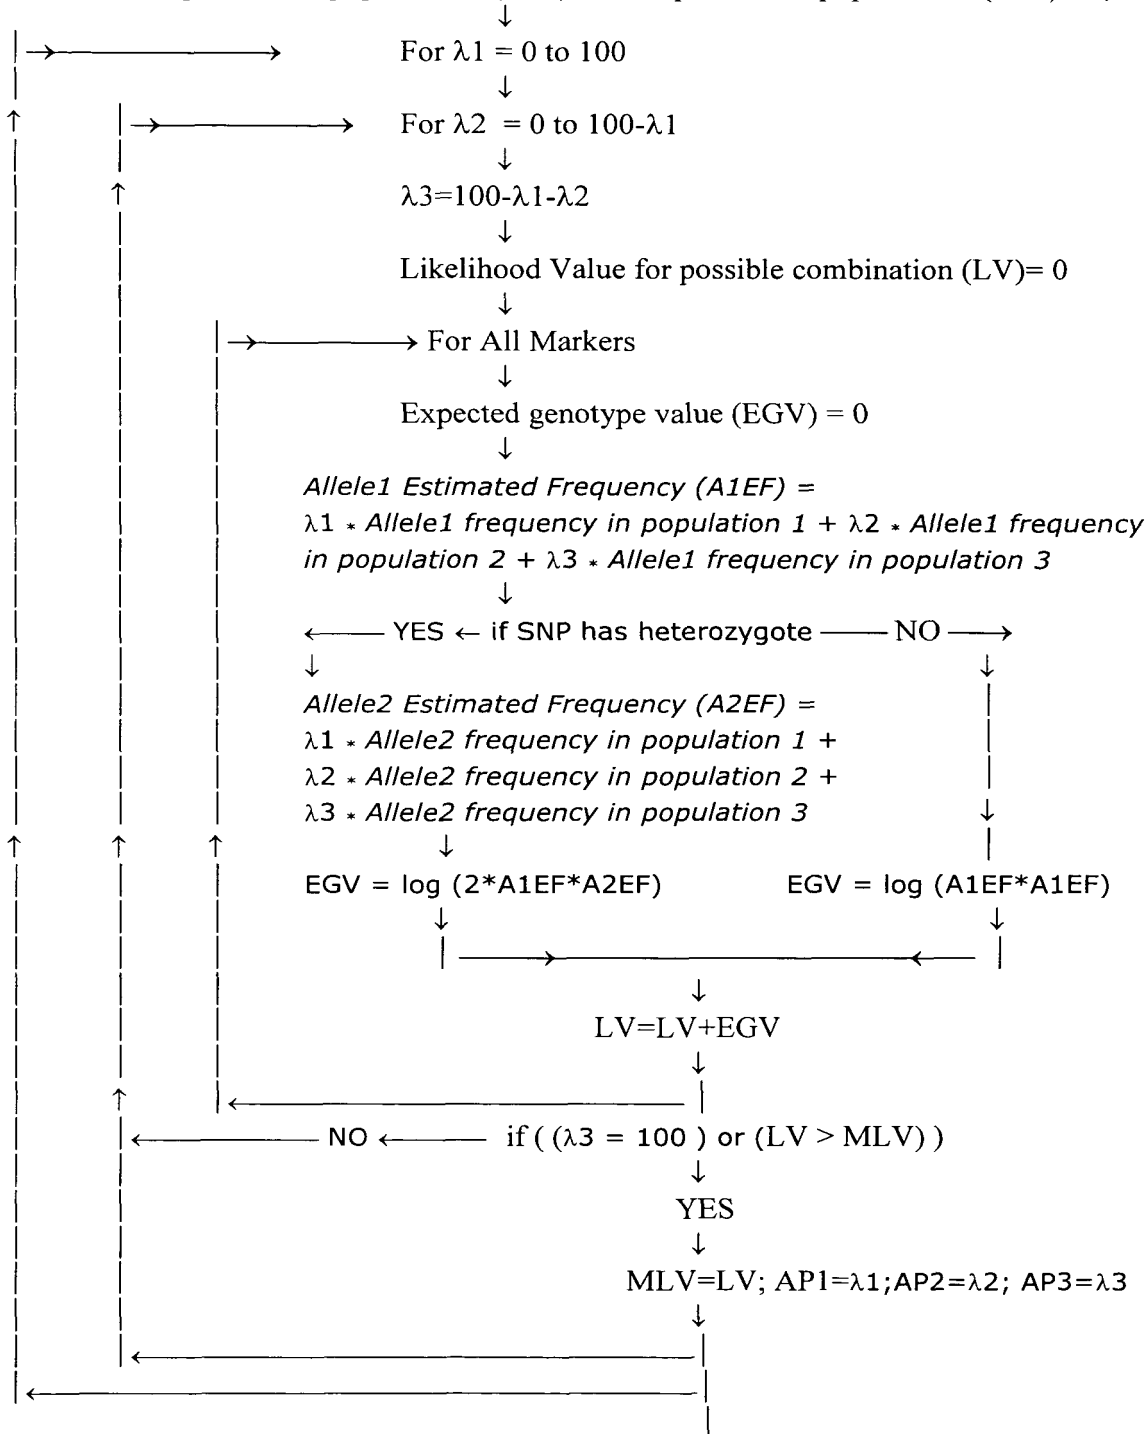 For λ1 = 0 to 100
For λ2 = 0 to 100-λ1
λ3=100-λ1-λ2
Likelihood Value for possible combination (LV)= 0
For All Markers
Expected genotype value (EGV) = 0
Allele1 Estimated Frequency (A1EF) =
λ1 * Allele1 frequency in population 1 + λ2 * Allele1 frequency
in population 2 + λ3 * Allele1 frequency in population 3
YES ← if SNP has heterozygote —— NO
Allele2 Estimated Frequency (A2EF) =
λ1 * Allele2 frequency in population 1 +
λ2 * Allele2 frequency in population 2 +
λ3 * Allele2 frequency in population 3
EGV = log (2*A1EF*A2EF) EGV = log (A1EF*A1EF)
LV=LV+EGV
NO ← if ( (λ3 = 100 ) or (LV > MLV) )
YES
MLV=LV; AP1=λ1;AP2=λ2; AP3=λ3